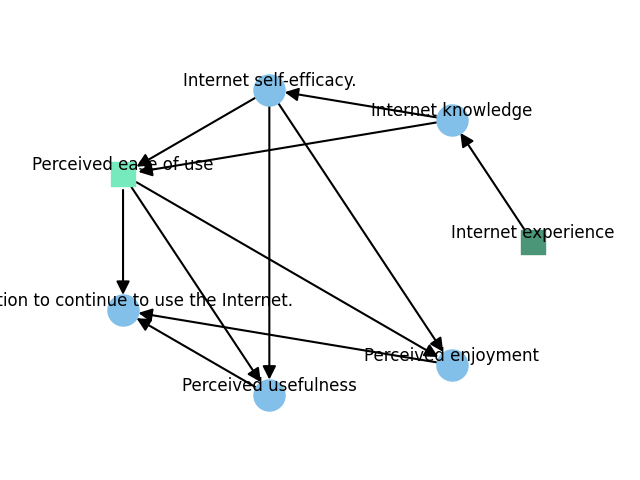 Internet self-efficacy.
Internet knowledge
Perceived ease of use
Internet experience
tion to continue to use the Internet.
Perceived enjoyment
Perceived usefulness